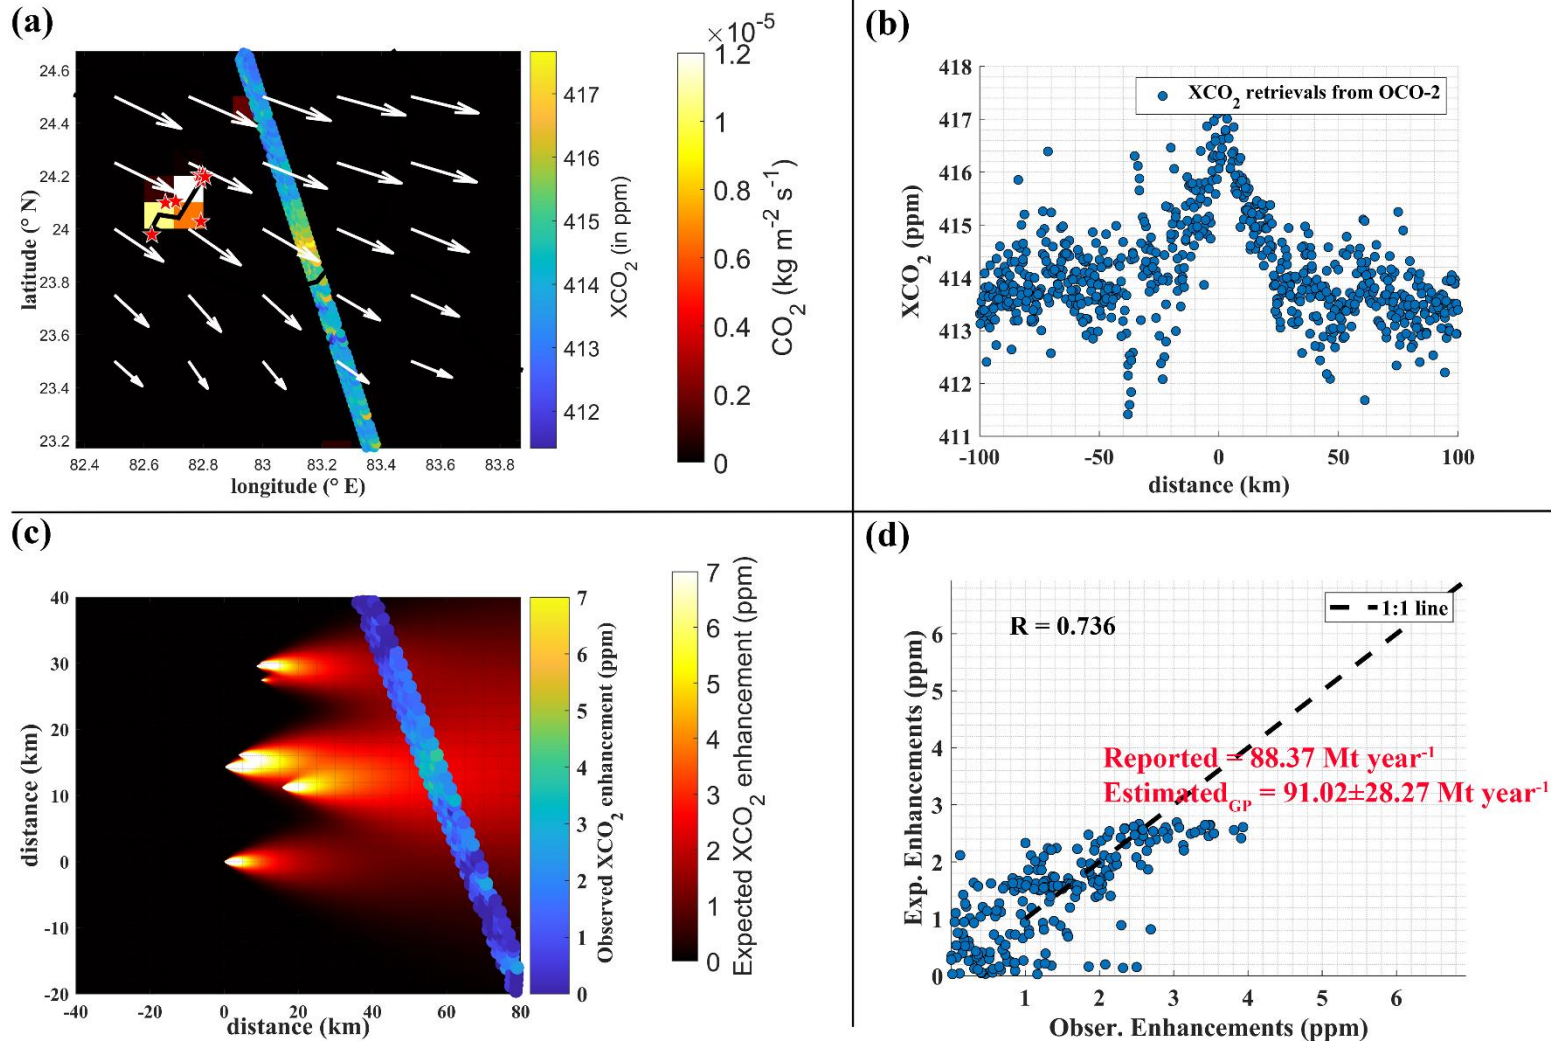 (a)
×10⁻⁵
24.6
24.4
24.2
24
23.8
23.6
23.4
23.2
latitude (° N)
82.4 82.6 82.8 83 83.2 83.4 83.6 83.8
longitude (° E)
417
416
415
414
413
412
XCO₂ (in ppm)
1.2
1
0.8
0.6
0.4
0.2
0
CO₂ (kg m⁻² s⁻¹)
(b)
XCO₂ retrievals from OCO-2
418
417
416
415
414
413
412
411
XCO₂ (ppm)
-100 -50 0 50 100
distance (km)
(c)
40
30
20
10
0
-10
-20
distance (km)
-40 -20 0 20 40 60 80
distance (km)
7
6
5
4
3
2
1
0
Observed XCO₂ enhancement (ppm)
7
6
5
4
3
2
1
0
Expected XCO₂ enhancement (ppm)
(d)
1:1 line
R = 0.736
Reported = 88.37 Mt year⁻¹
Estimated_GP = 91.02±28.27 Mt year⁻¹
6
5
4
3
2
1
0
Exp. Enhancements (ppm)
1 2 3 4 5 6
Obser. Enhancements (ppm)